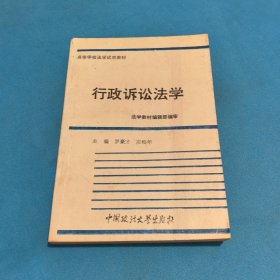 高等学校法学试用教材
行政诉讼法学
法学教材编辑部编审
主编 罗豪才 应松年
中国政法大学出版社